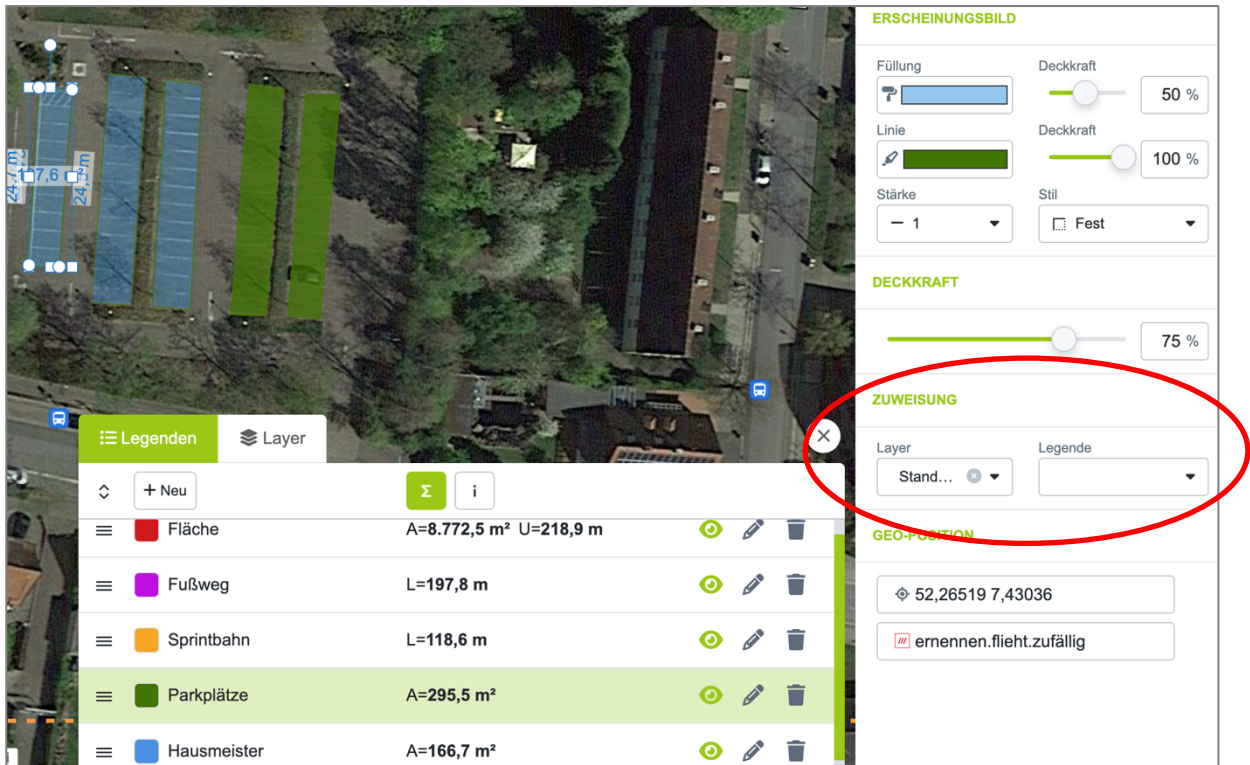 ERSCHEINUNGSBILD
Füllung Deckkraft
50 %
Linie Deckkraft
100 %
Stärke Stil
1 Fest
DECKKRAFT
75 %
ZUWEISUNG
Layer Legende
Stand...
GEO-POSITION
52,26519 7,43036
ernennen.flieht.zufällig
24,5 m
Legenden Layer
+ Neu Σ i
Fläche A=8.772,5 m² U=218,9 m
Fußweg L=197,8 m
Sprintbahn L=118,6 m
Parkplätze A=295,5 m²
Hausmeister A=166,7 m²